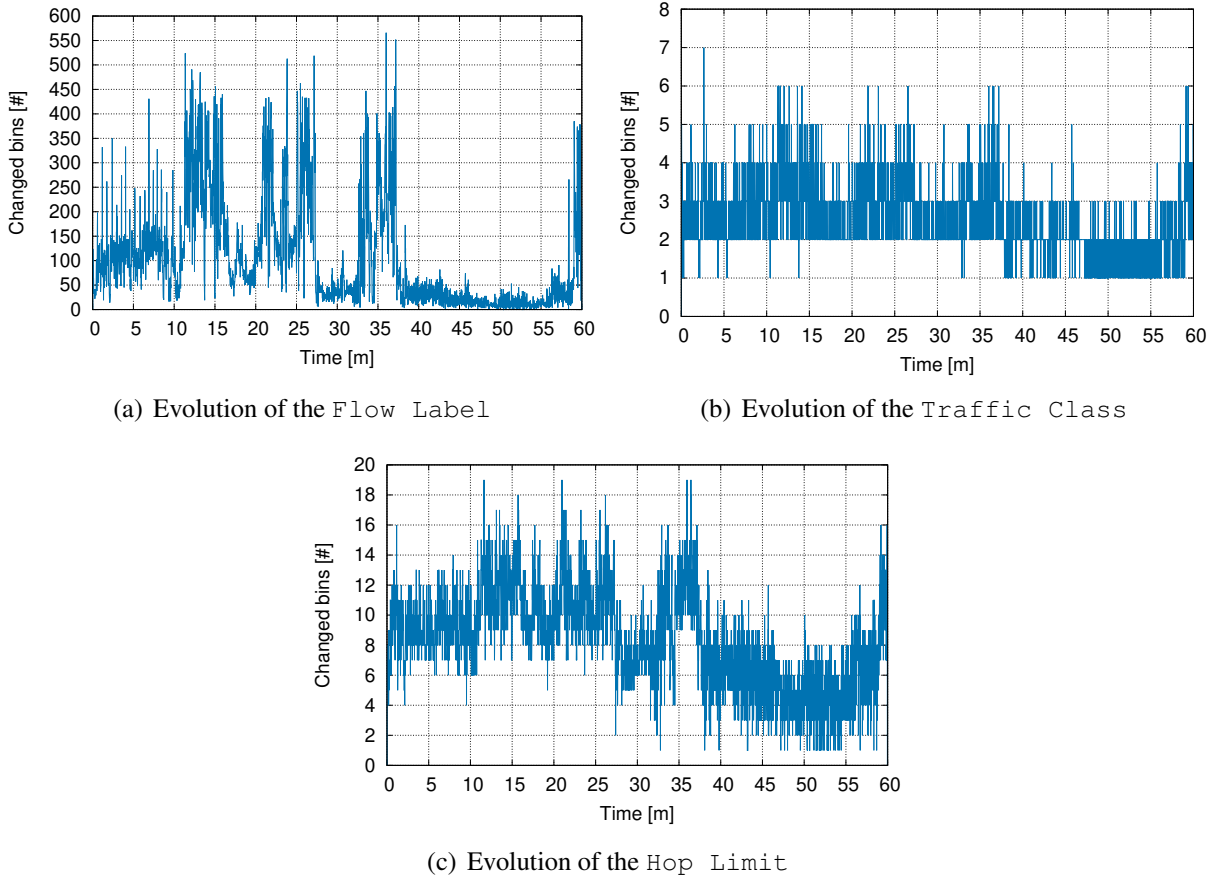 600
550
500
450
400
350
300
250
200
150
100
50
0
Changed bins [#]
0 5 10 15 20 25 30 35 40 45 50 55 60
Time [m]
(a) Evolution of the Flow Label
8
7
6
5
4
3
2
1
0
Changed bins [#]
0 5 10 15 20 25 30 35 40 45 50 55 60
Time [m]
(b) Evolution of the Traffic Class
20
18
16
14
12
10
8
6
4
2
0
Changed bins [#]
0 5 10 15 20 25 30 35 40 45 50 55 60
Time [m]
(c) Evolution of the Hop Limit